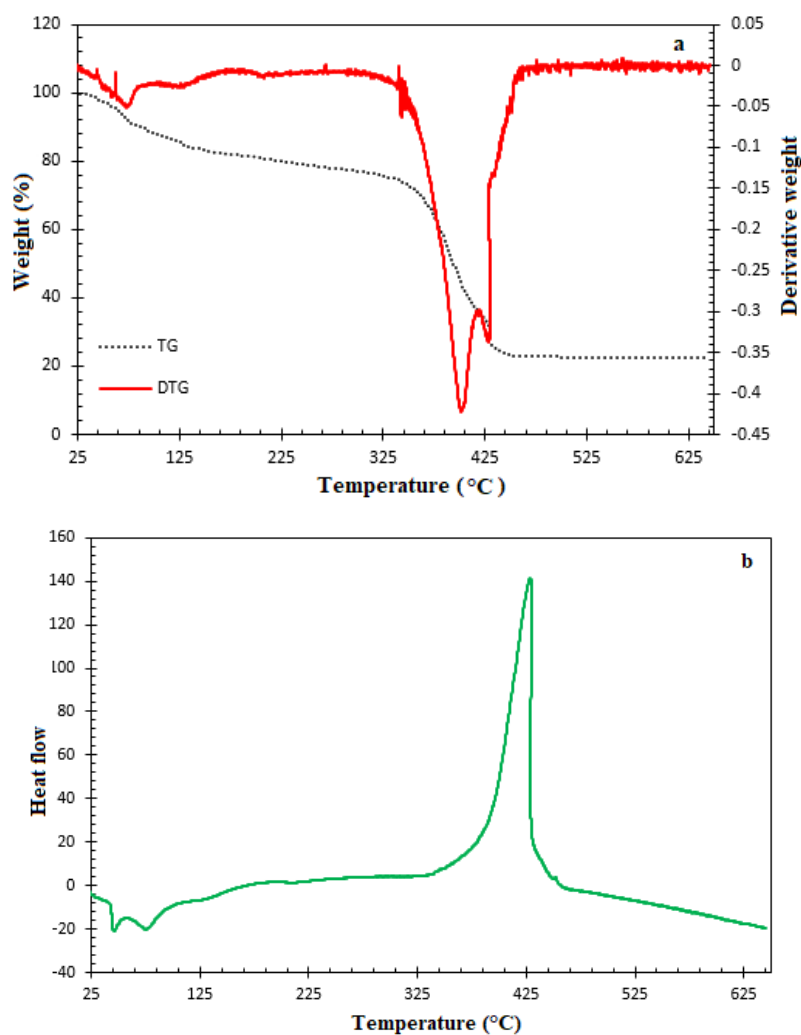 a
120
100
80
60
40
20
0
Weight (%)
0.05
0
-0.05
-0.1
-0.15
-0.2
-0.25
-0.3
-0.35
-0.4
-0.45
Derivative weight
TG
DTG
25 125 225 325 425 525 625
Temperature (°C)
b
160
140
120
100
80
60
40
20
0
-20
-40
Heat flow
25 125 225 325 425 525 625
Temperature (°C)